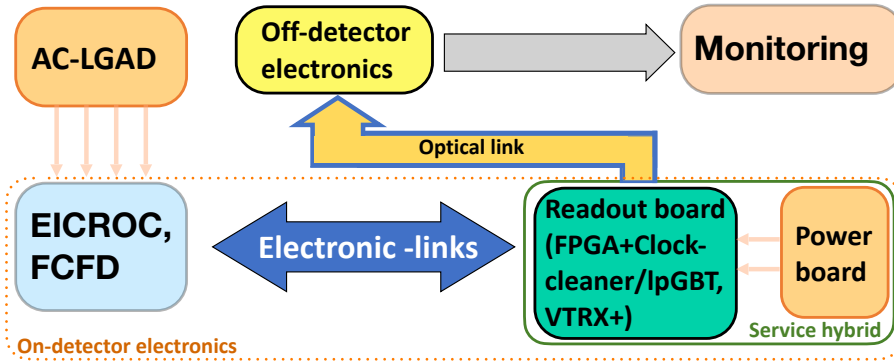 AC-LGAD
Off-detector
electronics
Monitoring
Optical link
EICROC,
FCFD
Electronic -links
Readout board
(FPGA+Clock-
cleaner/lpGBT,
VTRX+)
Power
board
Service hybrid
On-detector electronics